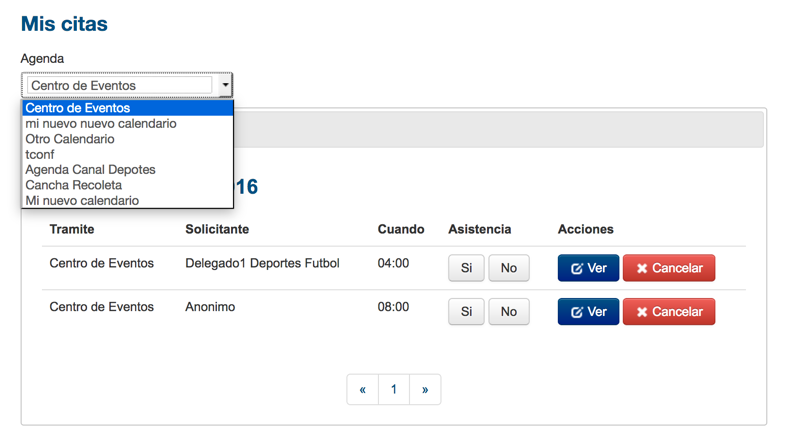 Mis citas
Agenda
Centro de Eventos
Centro de Eventos
mi nuevo nuevo calendario
Otro Calendario
tconf
Agenda Canal Depotes
Cancha Recoleta
Mi nuevo calendario
16
Tramite Solicitante Cuando Asistencia Acciones
Centro de Eventos Delegado1 Deportes Futbol 04:00 Si No Ver Cancelar
Centro de Eventos Anonimo 08:00 Si No Ver Cancelar
« 1 »